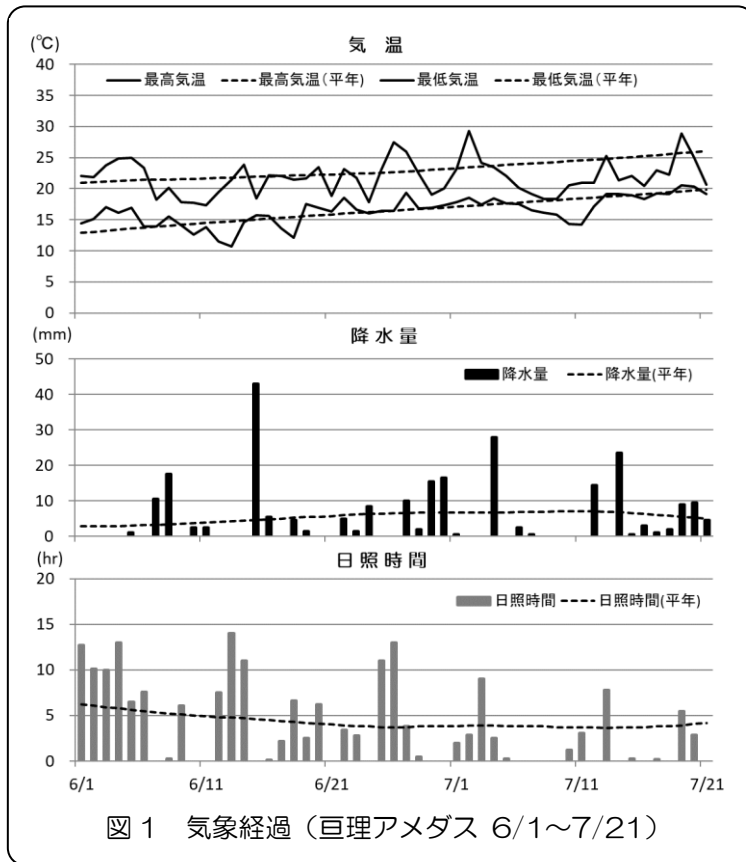 (℃)
気 温
最高気温 最高気温(平年) 最低気温 最低気温(平年)
40
35
30
25
20
15
10
5
0
(mm)
降水量
降水量 降水量(平年)
50
40
30
20
10
0
(hr)
日照時間
日照時間 日照時間(平年)
20
15
10
5
0
6/1 6/11 6/21 7/1 7/11 7/21
図1 気象経過（亘理アメダス 6/1～7/21）